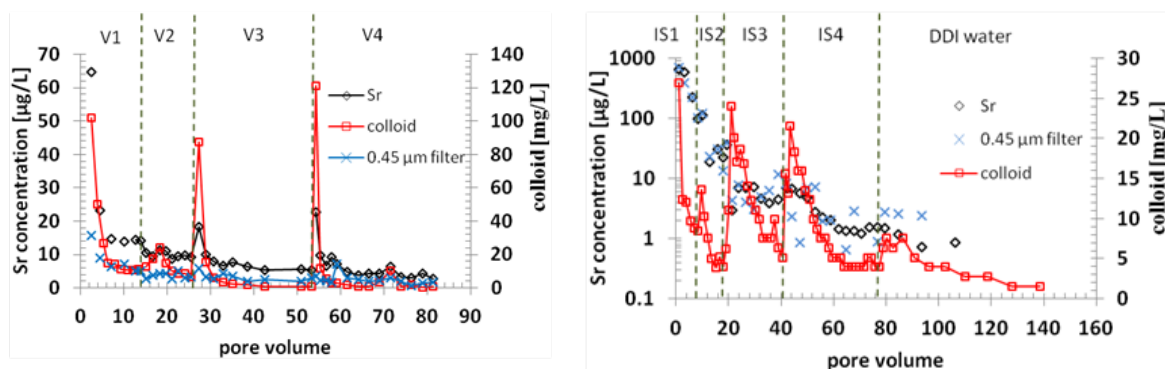 V1 V2 V3 V4
70 60 50 40 30 20 10 0
Sr concentration [µg/L]
140 120 100 80 60 40 20 0
colloid [mg/L]
Sr
colloid
0.45 µm filter
0 10 20 30 40 50 60 70 80 90
pore volume
IS1 IS2 IS3 IS4 DDI water
1000 100 10 1 0.1
Sr concentration [µg/L]
30 25 20 15 10 5 0
colloid [mg/L]
Sr
0.45 µm filter
colloid
0 20 40 60 80 100 120 140 160
pore volume